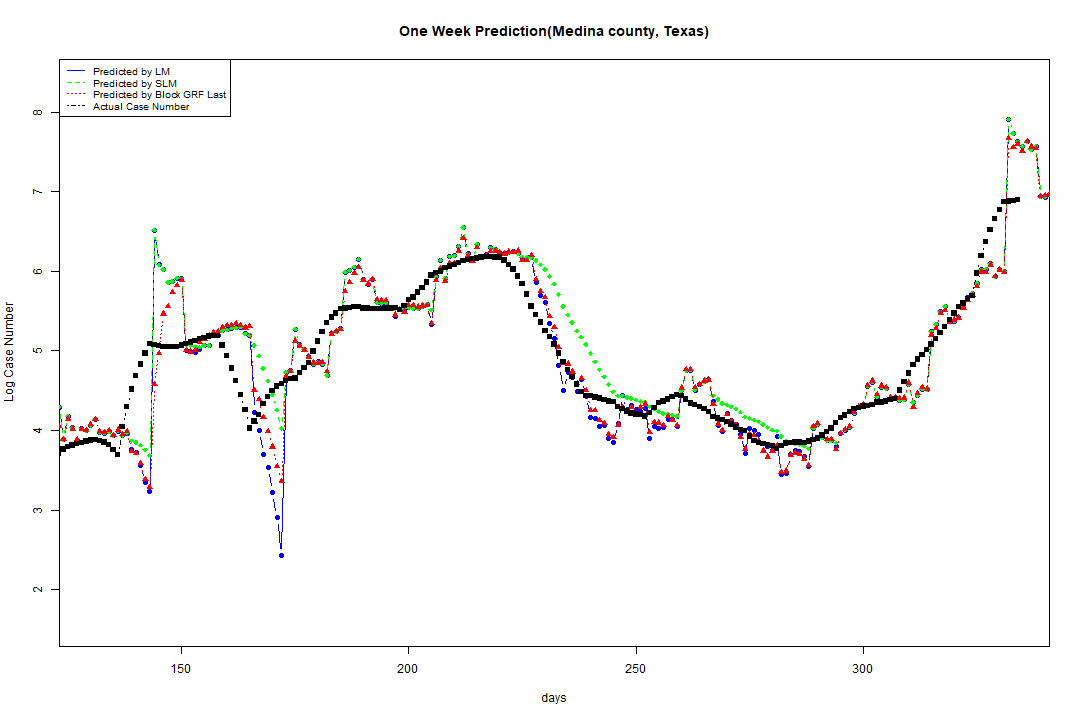 One Week Prediction(Medina county, Texas)
Predicted by LM
Predicted by SLM
Predicted by Block GRF Last
Actual Case Number
8
7
6
5
4
3
2
Log Case Number
150
200
250
300
days